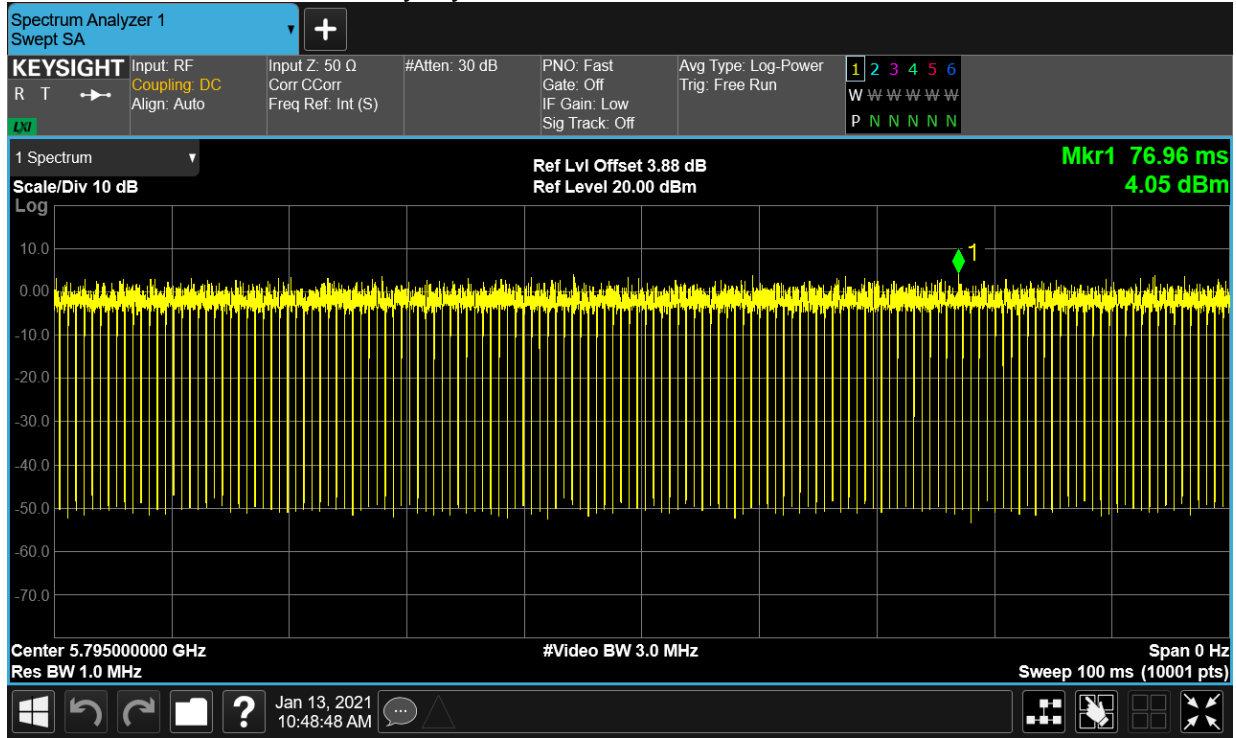 Spectrum Analyzer 1
Swept SA
KEYSIGHT
R T
LXI
Input: RF
Coupling: DC
Align: Auto
Input Z: 50 Ω
Corr CCorr
Freq Ref: Int (S)
#Atten: 30 dB
PNO: Fast
Gate: Off
IF Gain: Low
Sig Track: Off
Avg Type: Log-Power
Trig: Free Run
1 2 3 4 5 6
W W W W W W
P N N N N N
1 Spectrum
Scale/Div 10 dB
Ref Lvl Offset 3.88 dB
Ref Level 20.00 dBm
Mkr1 76.96 ms
4.05 dBm
Log
10.0
0.00
-10.0
-20.0
-30.0
-40.0
-50.0
-60.0
-70.0
1
Center 5.795000000 GHz
Res BW 1.0 MHz
#Video BW 3.0 MHz
Span 0 Hz
Sweep 100 ms (10001 pts)
?
Jan 13, 2021
10:48:48 AM